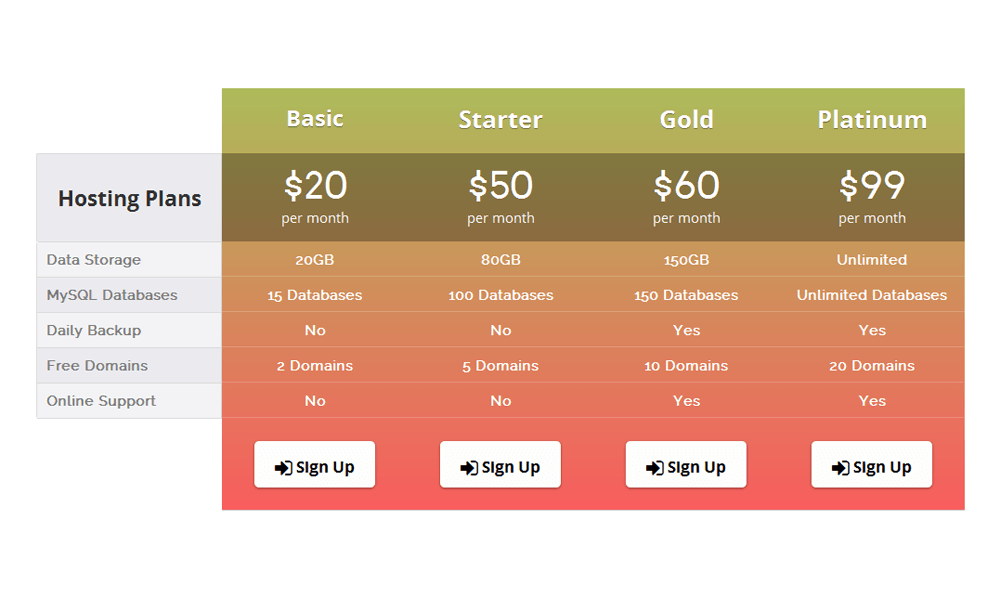 Basic Starter Gold Platinum
Hosting Plans $20 $50 $60 $99
per month per month per month per month
Data Storage 20GB 80GB 150GB Unlimited
MySQL Databases 15 Databases 100 Databases 150 Databases Unlimited Databases
Daily Backup No No Yes Yes
Free Domains 2 Domains 5 Domains 10 Domains 20 Domains
Online Support No No Yes Yes
Sign Up Sign Up Sign Up Sign Up